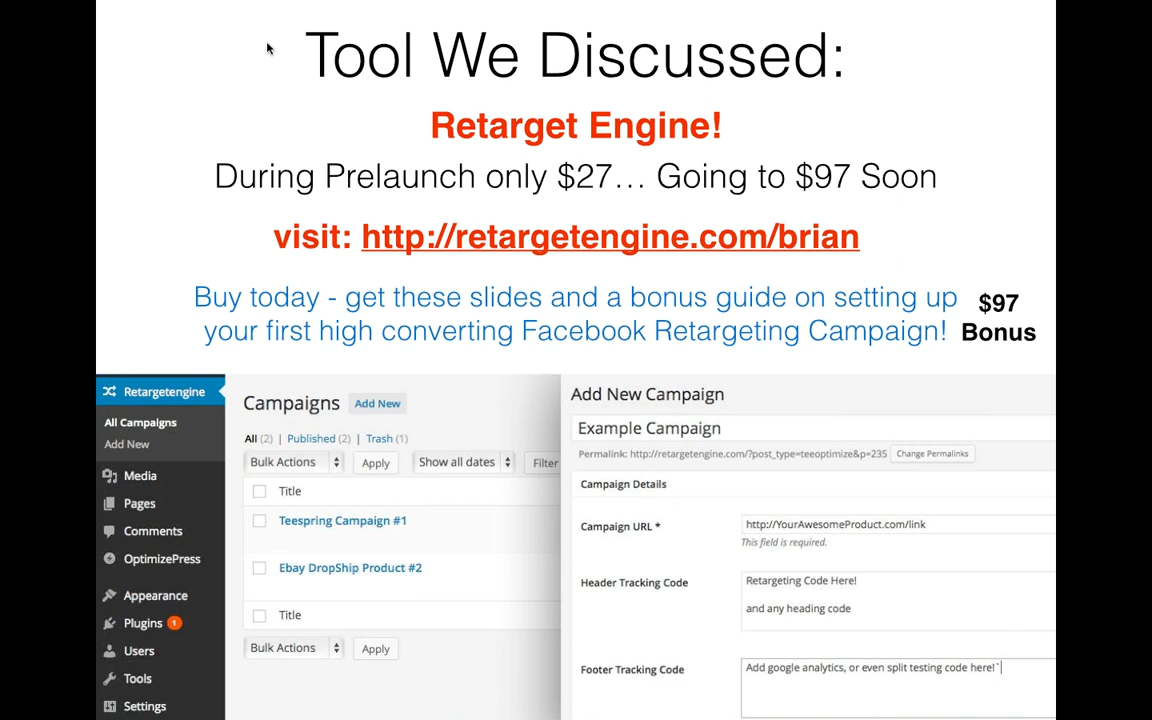 Tool We Discussed:
Retarget Engine!
During Prelaunch only $27... Going to $97 Soon
visit: http://retargetengine.com/brian
Buy today - get these slides and a bonus guide on setting up
your first high converting Facebook Retargeting Campaign!
$97
Bonus
Retargetengine
All Campaigns
Add New
Media
Pages
Comments
OptimizePress
Appearance
Plugins 1
Users
Tools
Settings
Campaigns Add New
All (2) | Published (2) | Trash (1)
Bulk Actions Apply Show all dates Filter
Title
Teespring Campaign #1
Ebay DropShip Product #2
Title
Bulk Actions Apply
Add New Campaign
Example Campaign
Permalink: http://retargetengine.com/?post_type=teeoptimize&p=235 Change Permalinks
Campaign Details
Campaign URL * http://YourAwesomeProduct.com/link
This field is required.
Header Tracking Code Retargeting Code Here!
and any heading code
Footer Tracking Code Add google analytics, or even split testing code here!`